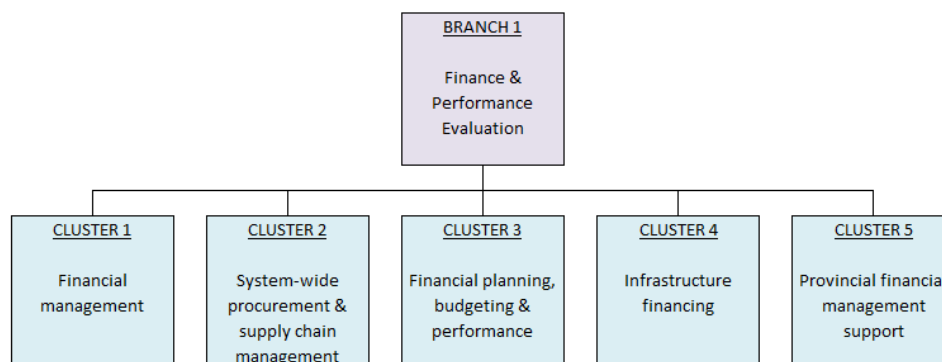 BRANCH 1
Finance &
Performance
Evaluation
CLUSTER 1
Financial
management
CLUSTER 2
System-wide
procurement &
supply chain
management
CLUSTER 3
Financial planning,
budgeting &
performance
CLUSTER 4
Infrastructure
financing
CLUSTER 5
Provincial financial
management
support